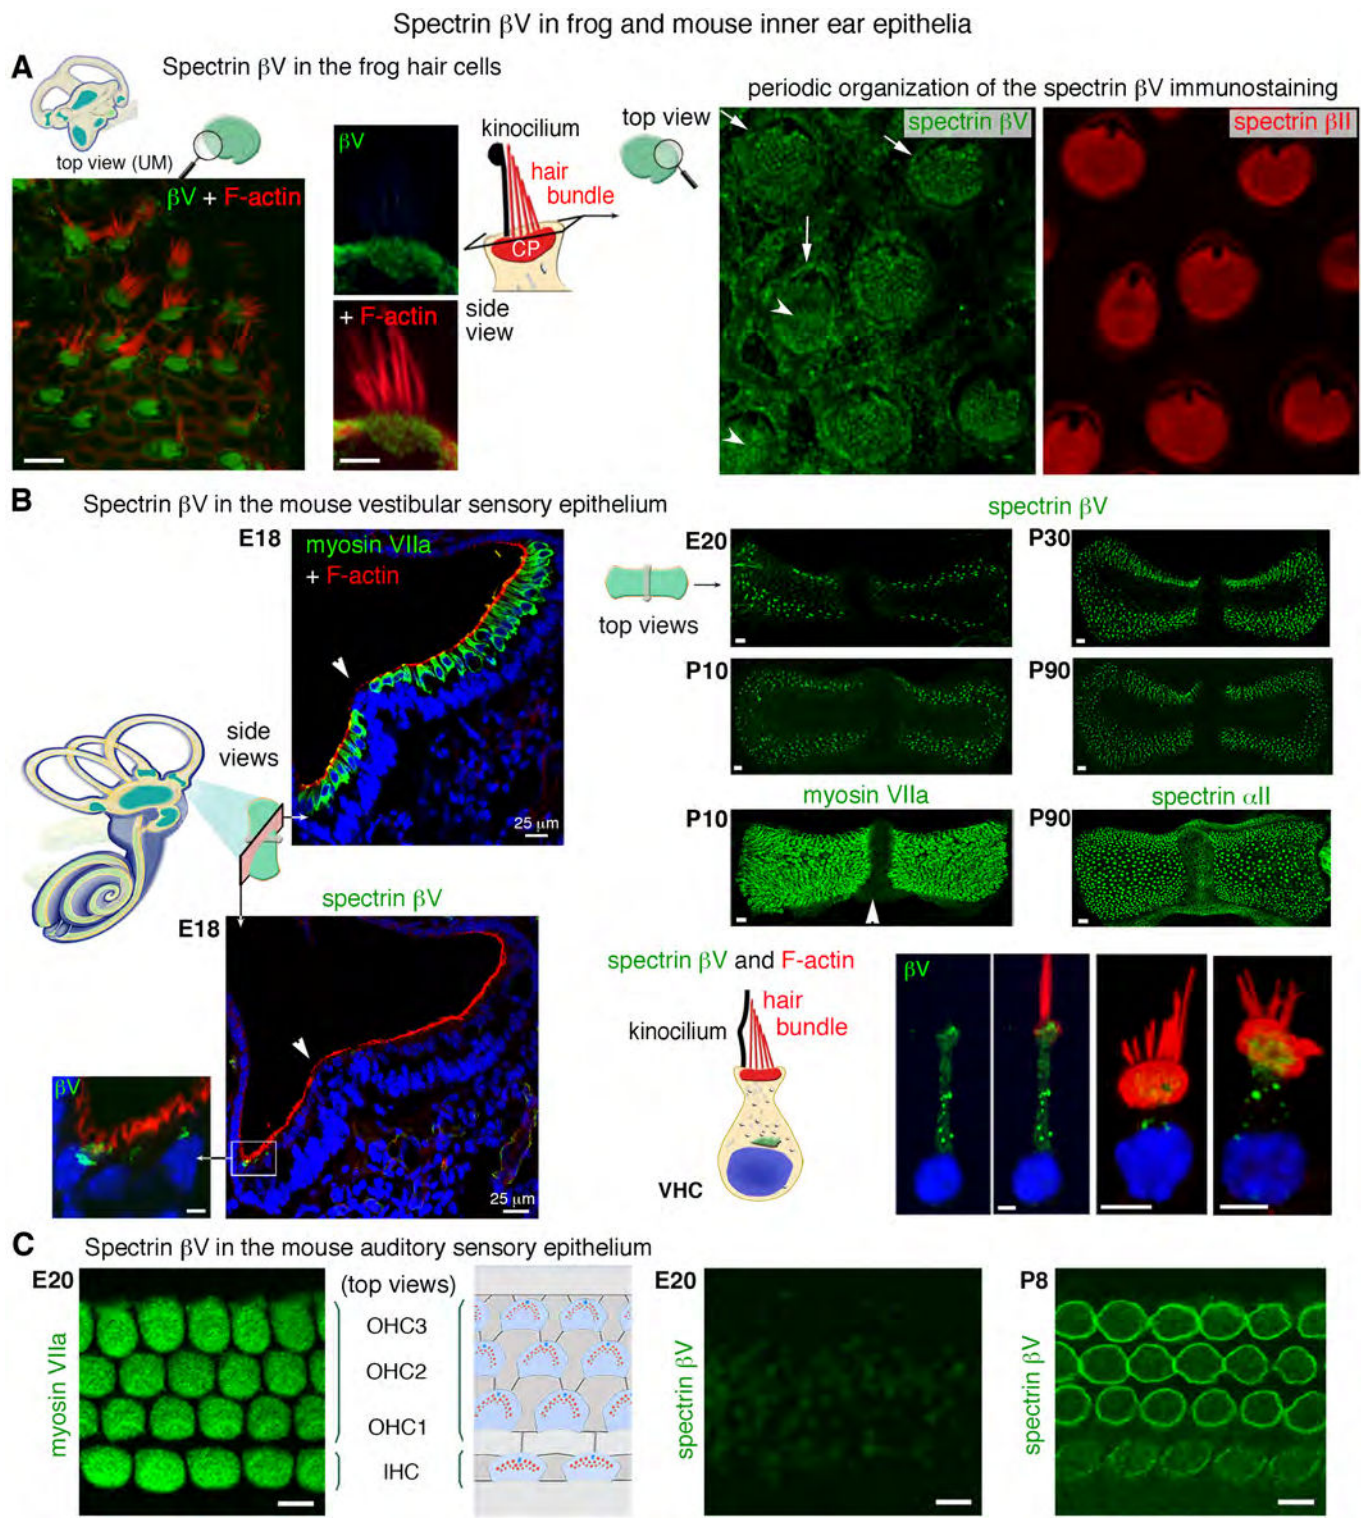 Spectrin βV in frog and mouse inner ear epithelia
A
Spectrin βV in the frog hair cells
top view (UM)
βV + F-actin
βV
+ F-actin
kinocilium
hair
bundle
CP
side
view
top view
periodic organization of the spectrin βV immunostaining
spectrin βV
spectrin βII
B
Spectrin βV in the mouse vestibular sensory epithelium
E18
myosin VIIa
+ F-actin
25 µm
side
views
spectrin βV
E18
25 µm
βV
spectrin βV
E20
P30
top views
P10
P90
myosin VIIa
spectrin αII
P10
P90
spectrin βV and F-actin
hair
bundle
kinocilium
VHC
βV
C
Spectrin βV in the mouse auditory sensory epithelium
E20
myosin VIIa
(top views)
OHC3
OHC2
OHC1
IHC
E20
spectrin βV
P8
spectrin βV